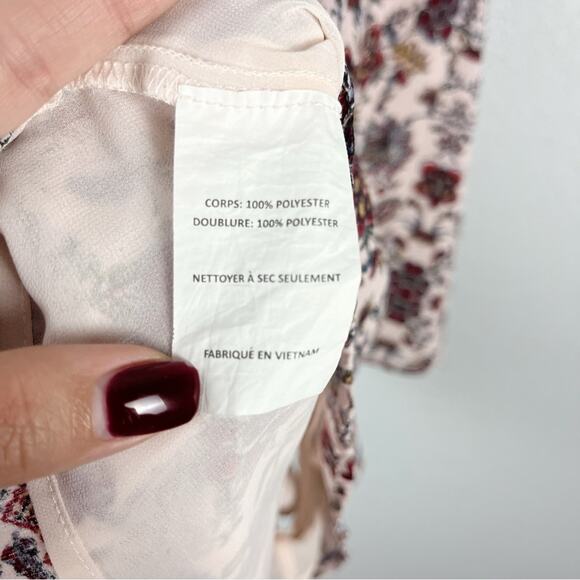 CORPS: 100% POLYESTER
DOUBLURE: 100% POLYESTER
NETTOYER À SEC SEULEMENT
FABRIQUÉ EN VIETNAM